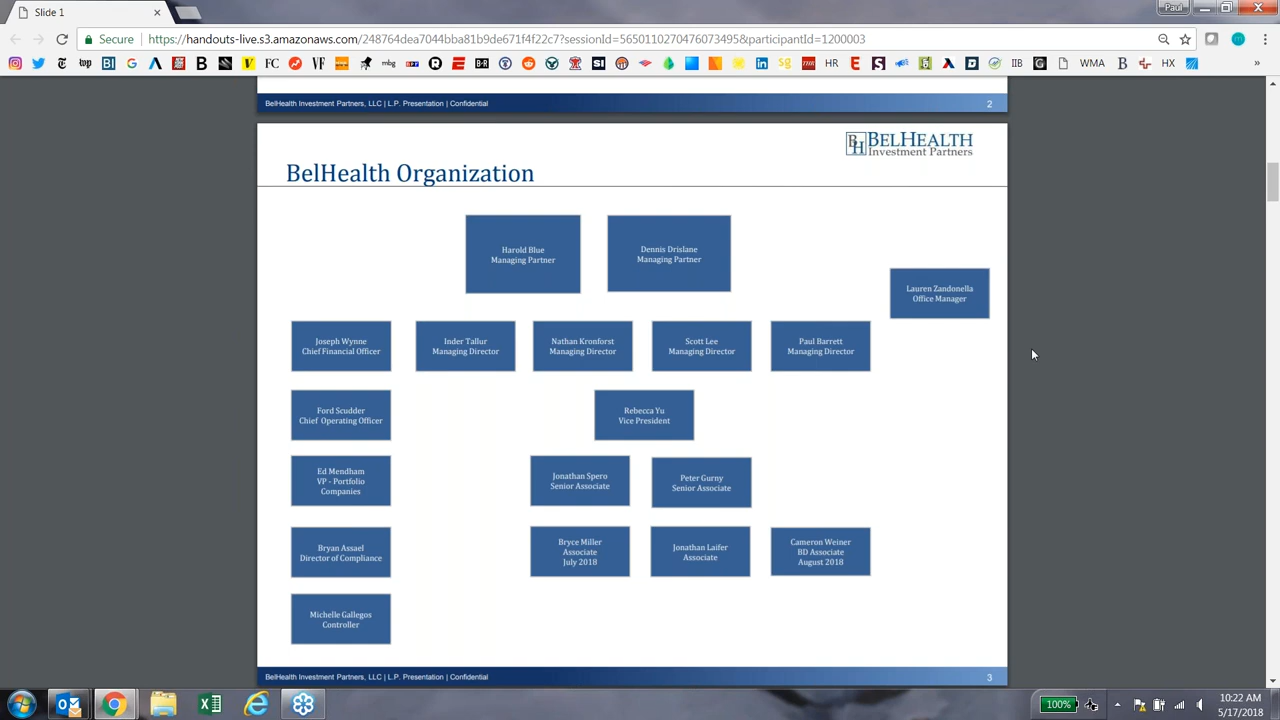 Slide 1
Paul
Secure
https://handouts-live.s3.amazonaws.com/248764dea7044bba81b9de671f4f22c7?sessionId=5650110270476073495&participantId=1200003
mbg
HR
IIB
WMA
HX
BelHealth Investment Partners, LLC | L.P. Presentation | Confidential
2
BELHEALTH
Investment Partners
BelHealth Organization
Harold Blue
Managing Partner
Dennis Drislane
Managing Partner
Lauren Zandonella
Office Manager
Joseph Wynne
Chief Financial Officer
Inder Tallur
Managing Director
Nathan Kronforst
Managing Director
Scott Lee
Managing Director
Paul Barrett
Managing Director
Ford Scudder
Chief Operating Officer
Rebecca Yu
Vice President
Ed Mendham
VP - Portfolio
Companies
Jonathan Spero
Senior Associate
Peter Gurny
Senior Associate
Bryan Assael
Director of Compliance
Bryce Miller
Associate
July 2018
Jonathan Laifer
Associate
Cameron Weiner
BD Associate
August 2018
Michelle Gallegos
Controller
BelHealth Investment Partners, LLC | L.P. Presentation | Confidential
3
100%
10:22 AM
5/17/2018